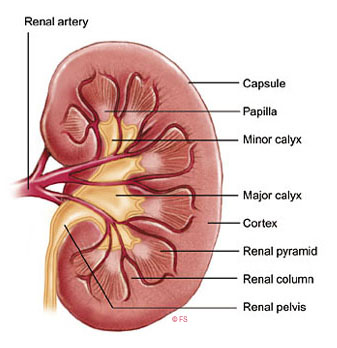 Renal artery
Capsule
Papilla
Minor calyx
Major calyx
Cortex
Renal pyramid
Renal column
Renal pelvis
© FS